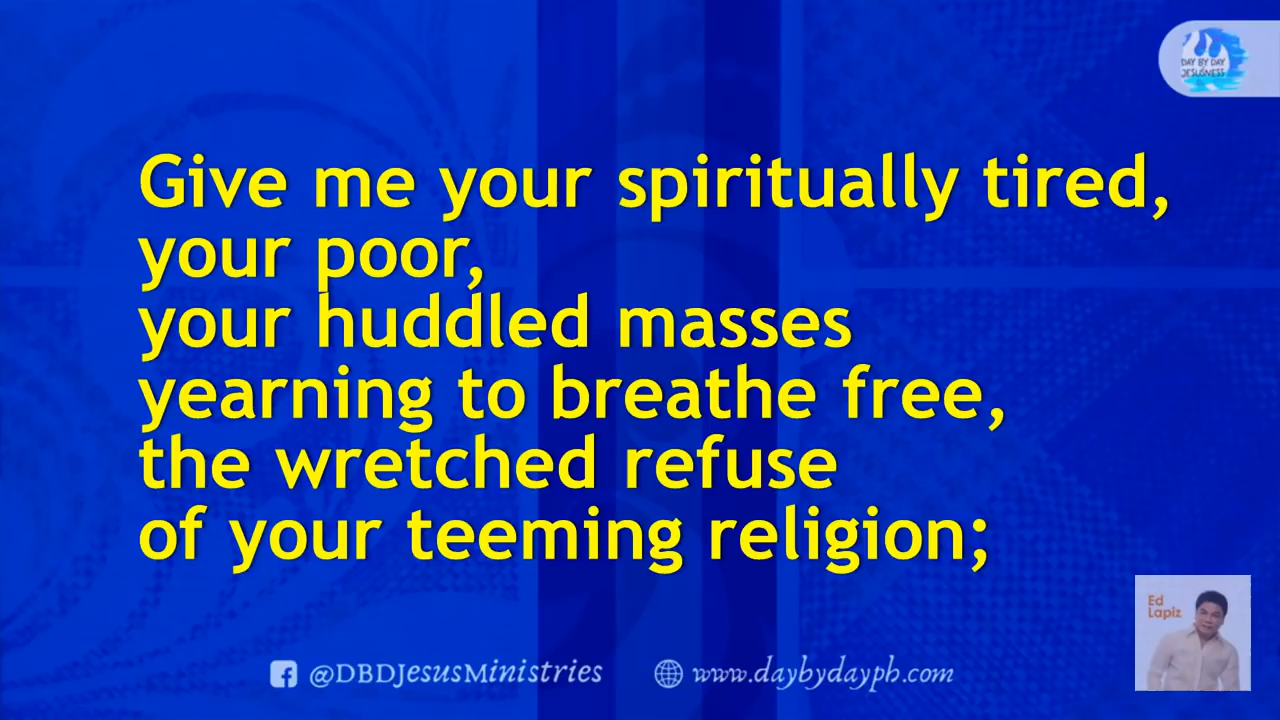 DAY BY DAY
JESUSNESS
Give me your spiritually tired,
your poor,
your huddled masses
yearning to breathe free,
the wretched refuse
of your teeming religion;
Ed
Lapiz
@DBDJesusMinistries
www.daybydayph.com